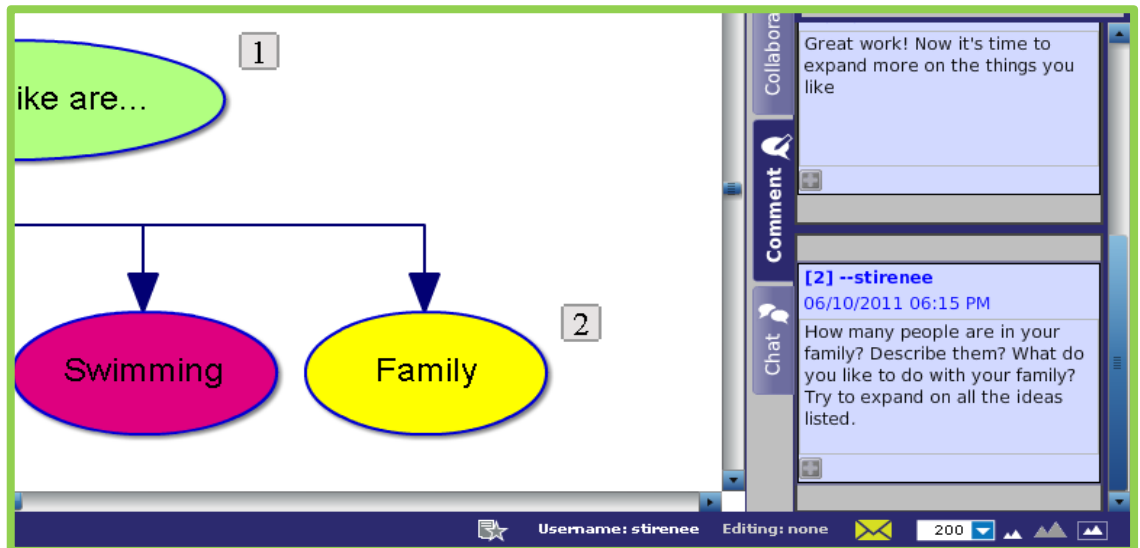 1
ike are...
Swimming
Family
2
Collabora
Comment
Chat
Great work! Now it's time to
expand more on the things you
like
[2] --stirenee
06/10/2011 06:15 PM
How many people are in your
family? Describe them? What do
you like to do with your family?
Try to expand on all the ideas
listed.
Username: stirenee
Editing: none
200